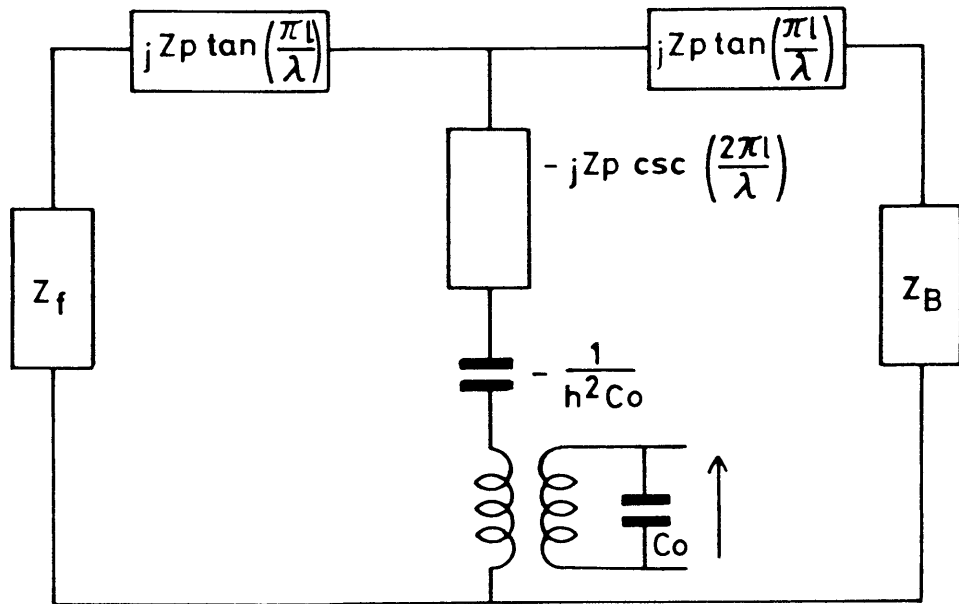 jZp tan(πl/λ)
jZp tan(πl/λ)
- jZp csc (2πl/λ)
Zf
ZB
- 1/h²Co
Co